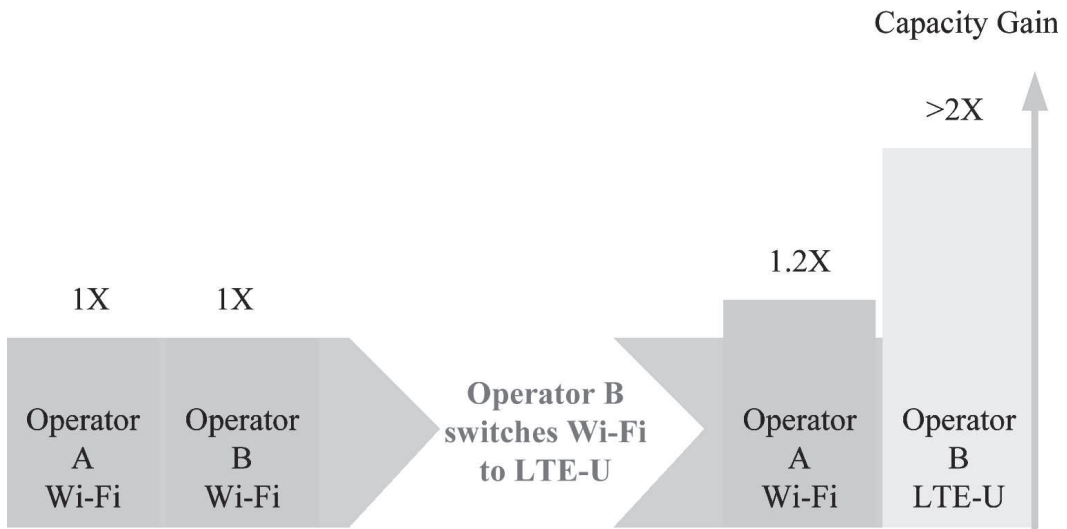 Capacity Gain
>2X
1.2X
1X
1X
Operator
A
Wi-Fi
Operator
B
Wi-Fi
Operator B
switches Wi-Fi
to LTE-U
Operator
A
Wi-Fi
Operator
B
LTE-U